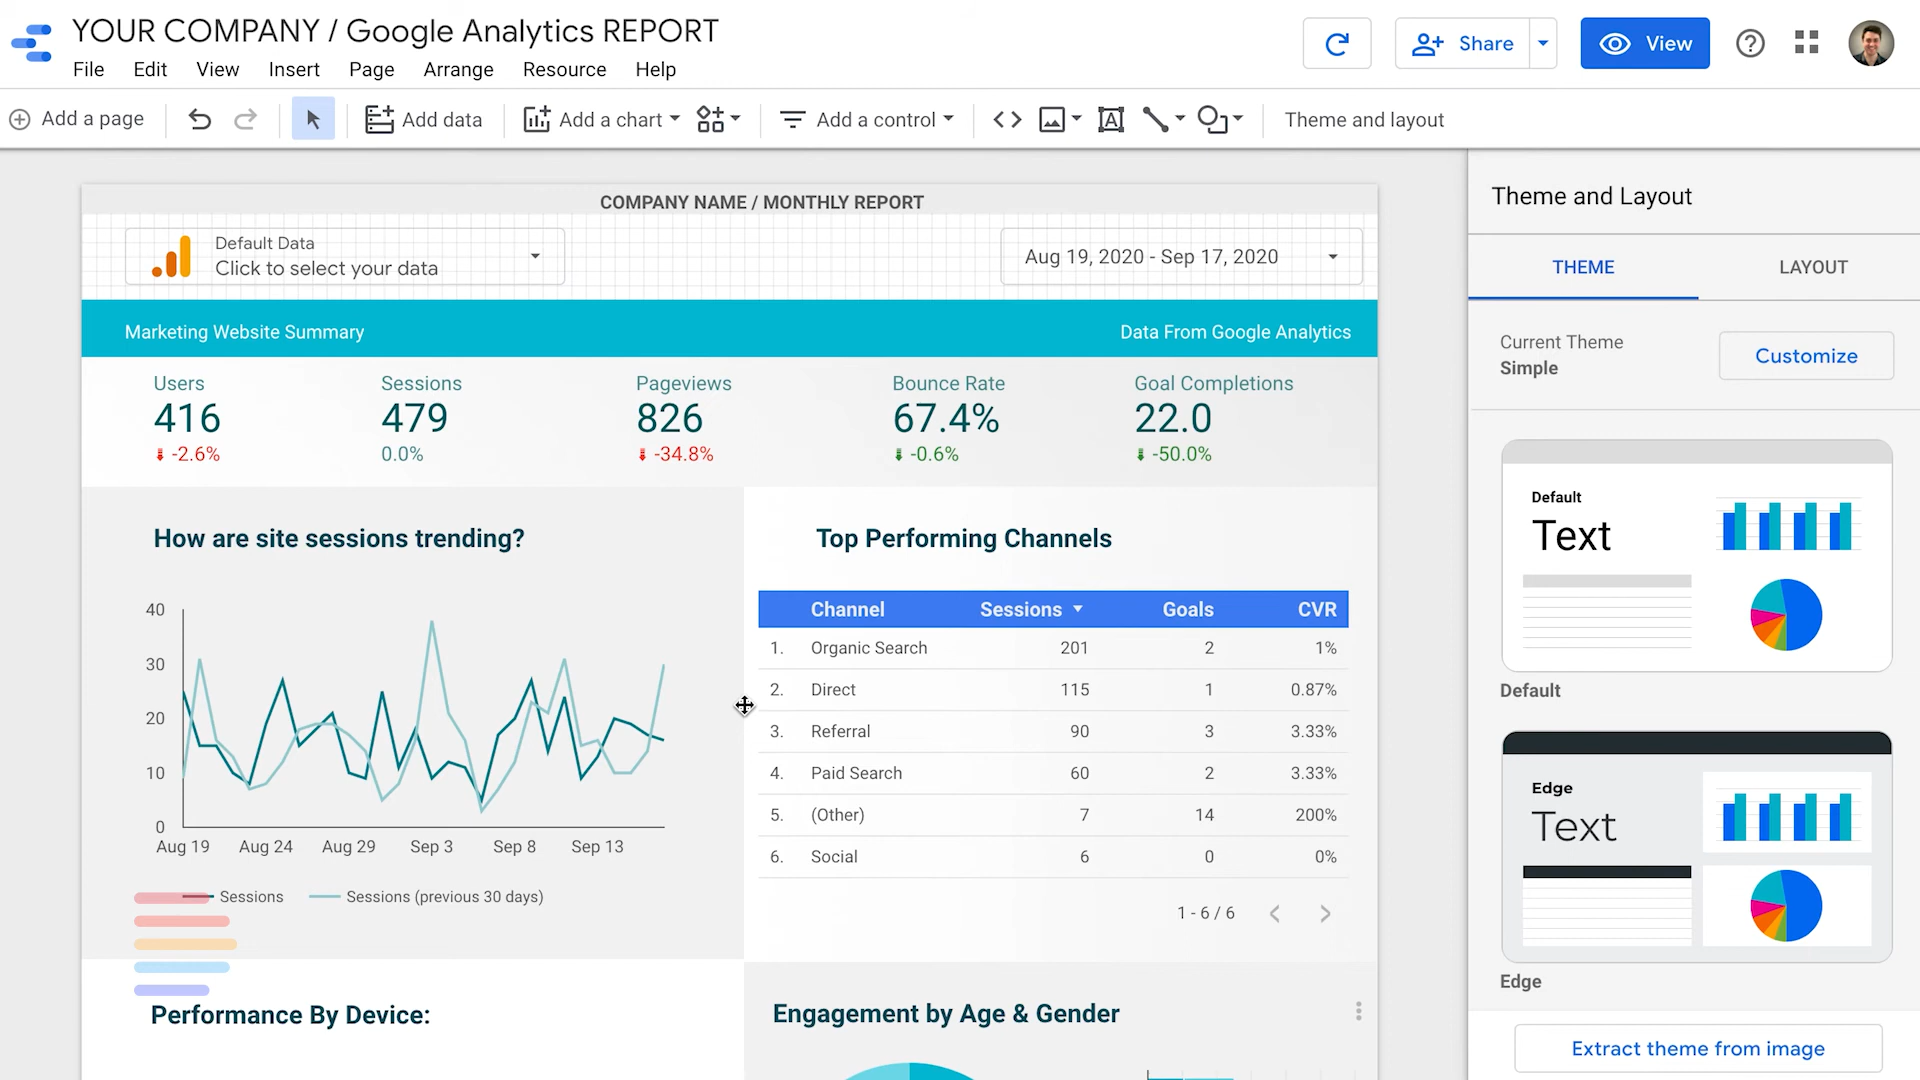 YOUR COMPANY / Google Analytics REPORT
File Edit View Insert Page Arrange Resource Help
Share
View
Add a page
Add data
Add a chart
Add a control
Theme and layout
COMPANY NAME / MONTHLY REPORT
Default Data
Click to select your data
Aug 19, 2020 - Sep 17, 2020
Marketing Website Summary
Data From Google Analytics
Users
416
-2.6%
Sessions
479
0.0%
Pageviews
826
-34.8%
Bounce Rate
67.4%
-0.6%
Goal Completions
22.0
-50.0%
How are site sessions trending?
40
30
20
10
0
Aug 19 Aug 24 Aug 29 Sep 3 Sep 8 Sep 13
Sessions Sessions (previous 30 days)
Top Performing Channels
Channel Sessions Goals CVR
1. Organic Search 201 2 1%
2. Direct 115 1 0.87%
3. Referral 90 3 3.33%
4. Paid Search 60 2 3.33%
5. (Other) 7 14 200%
6. Social 6 0 0%
1 - 6 / 6
Performance By Device:
Engagement by Age & Gender
Theme and Layout
THEME LAYOUT
Current Theme
Simple
Customize
Default
Text
Default
Edge
Text
Edge
Extract theme from image